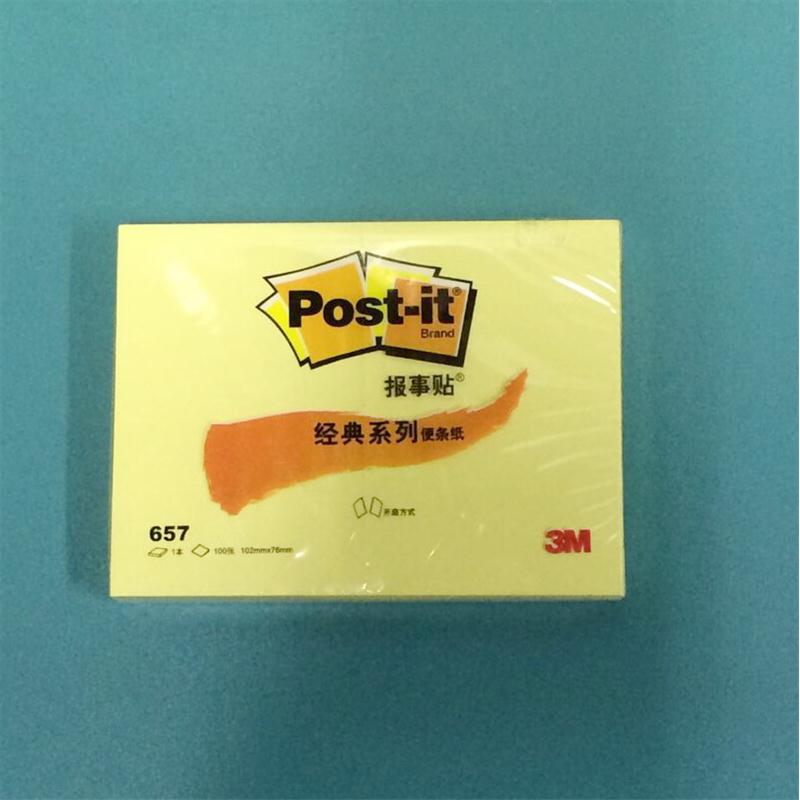 Post-it®
Brand
报事贴®
经典系列便条纸
开启方式
657
1本 100张 102mmx76mm
3M